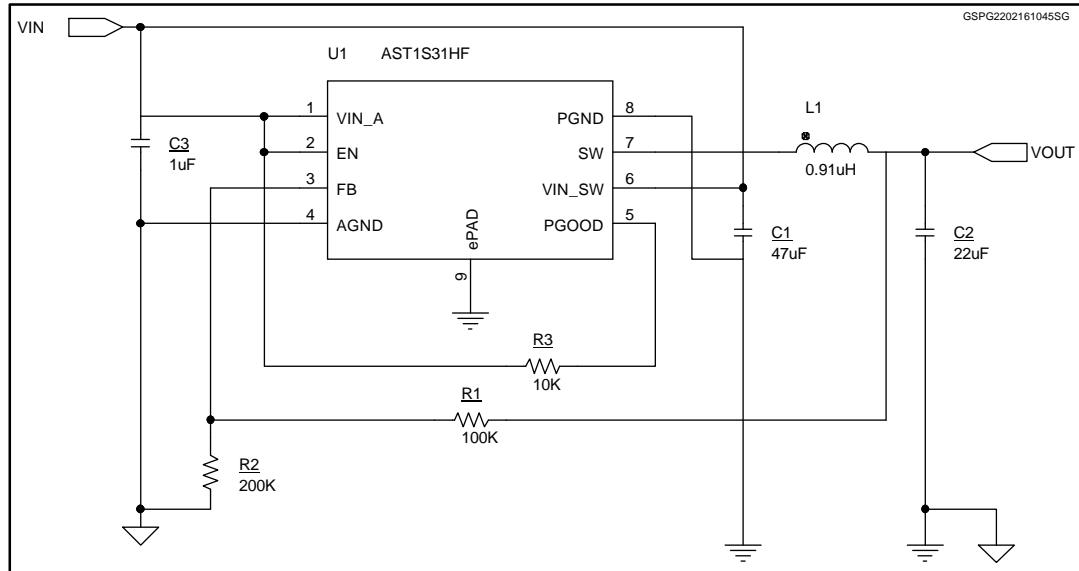 GSPG2202161045SG
VIN
U1 AST1S31HF
L1
1 VIN_A PGND 8
C3
1uF
2 EN SW 7
0.91uH
VOUT
3 FB VIN_SW 6
4 AGND PGOOD 5
ePAD
9
C1
47uF
C2
22uF
R3
10K
R1
100K
R2
200K